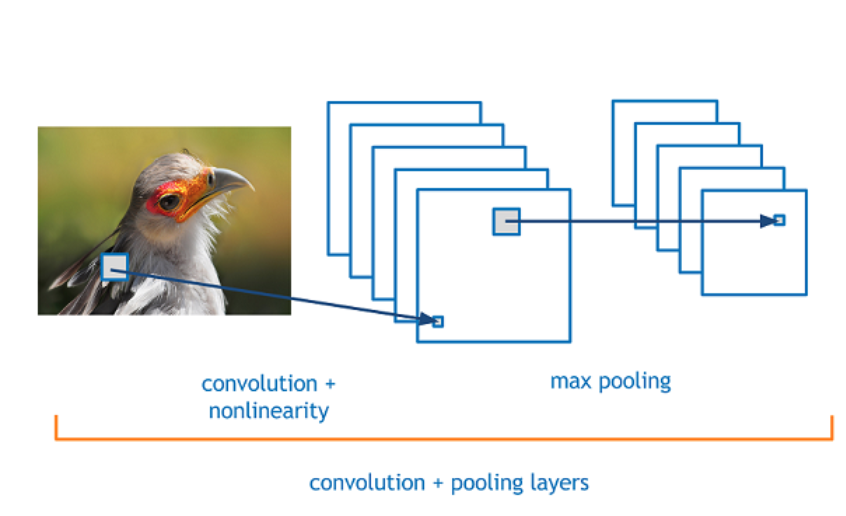 convolution +
nonlinearity
max pooling
convolution + pooling layers